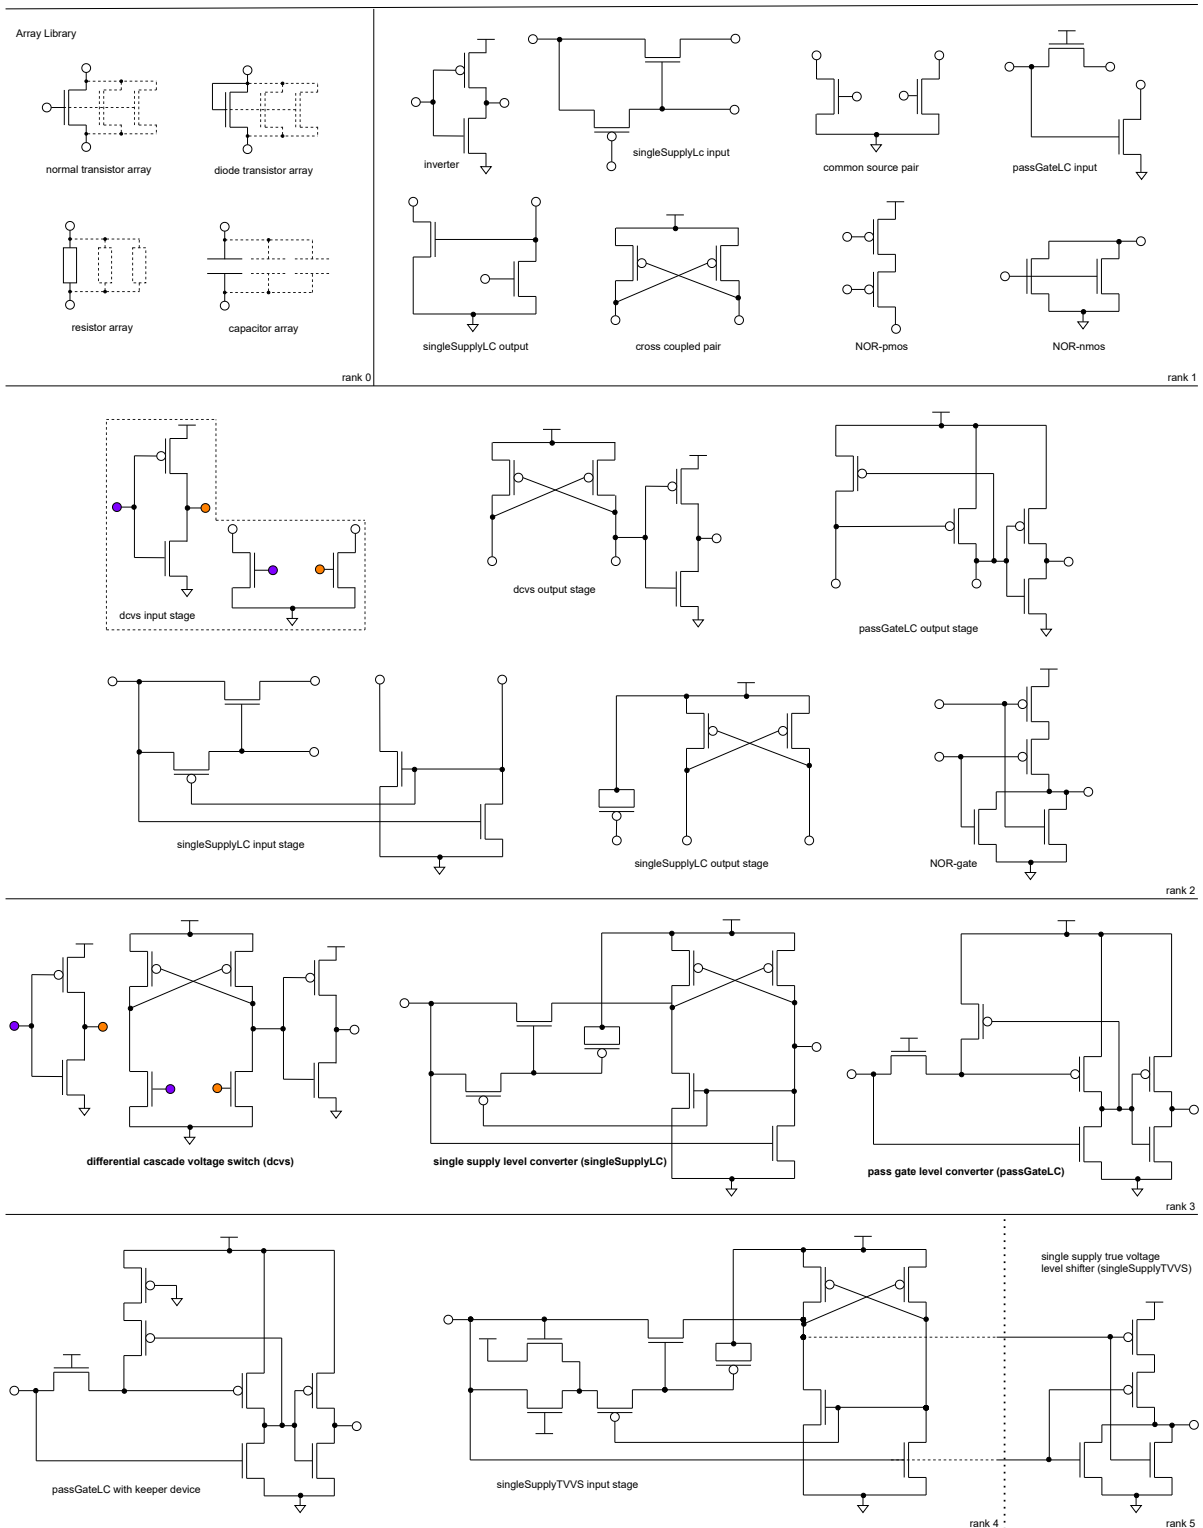 Array Library
normal transistor array
diode transistor array
resistor array
capacitor array
rank 0
inverter
singleSupplyLc input
common source pair
passGateLC input
singleSupplyLC output
cross coupled pair
NOR-pmos
NOR-nmos
rank 1
dcvs input stage
dcvs output stage
passGateLC output stage
singleSupplyLC input stage
singleSupplyLC output stage
NOR-gate
rank 2
differential cascade voltage switch (dcvs)
single supply level converter (singleSupplyLC)
pass gate level converter (passGateLC)
rank 3
passGateLC with keeper device
singleSupplyTVVS input stage
rank 4
single supply true voltage
level shifter (singleSupplyTVVS)
rank 5